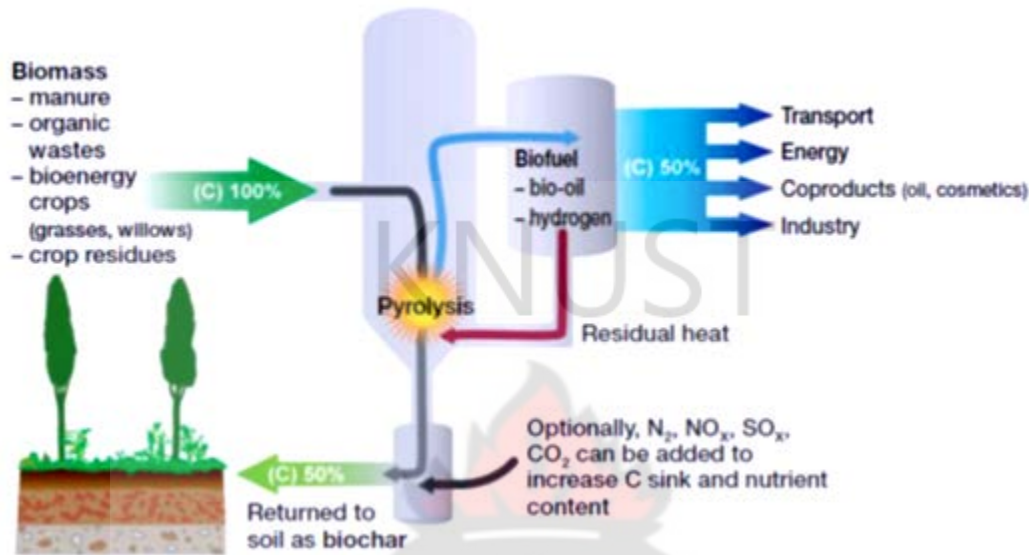 Biomass
– manure
– organic
wastes
– bioenergy
crops
(grasses, willows)
– crop residues
(C) 100%
Pyrolysis
Biofuel
– bio-oil
– hydrogen
(C) 50%
Transport
Energy
Coproducts (oil, cosmetics)
Industry
KNUST
Residual heat
Optionally, N₂, NOₓ, SOₓ,
CO₂ can be added to
increase C sink and nutrient
content
(C) 50%
Returned to
soil as biochar